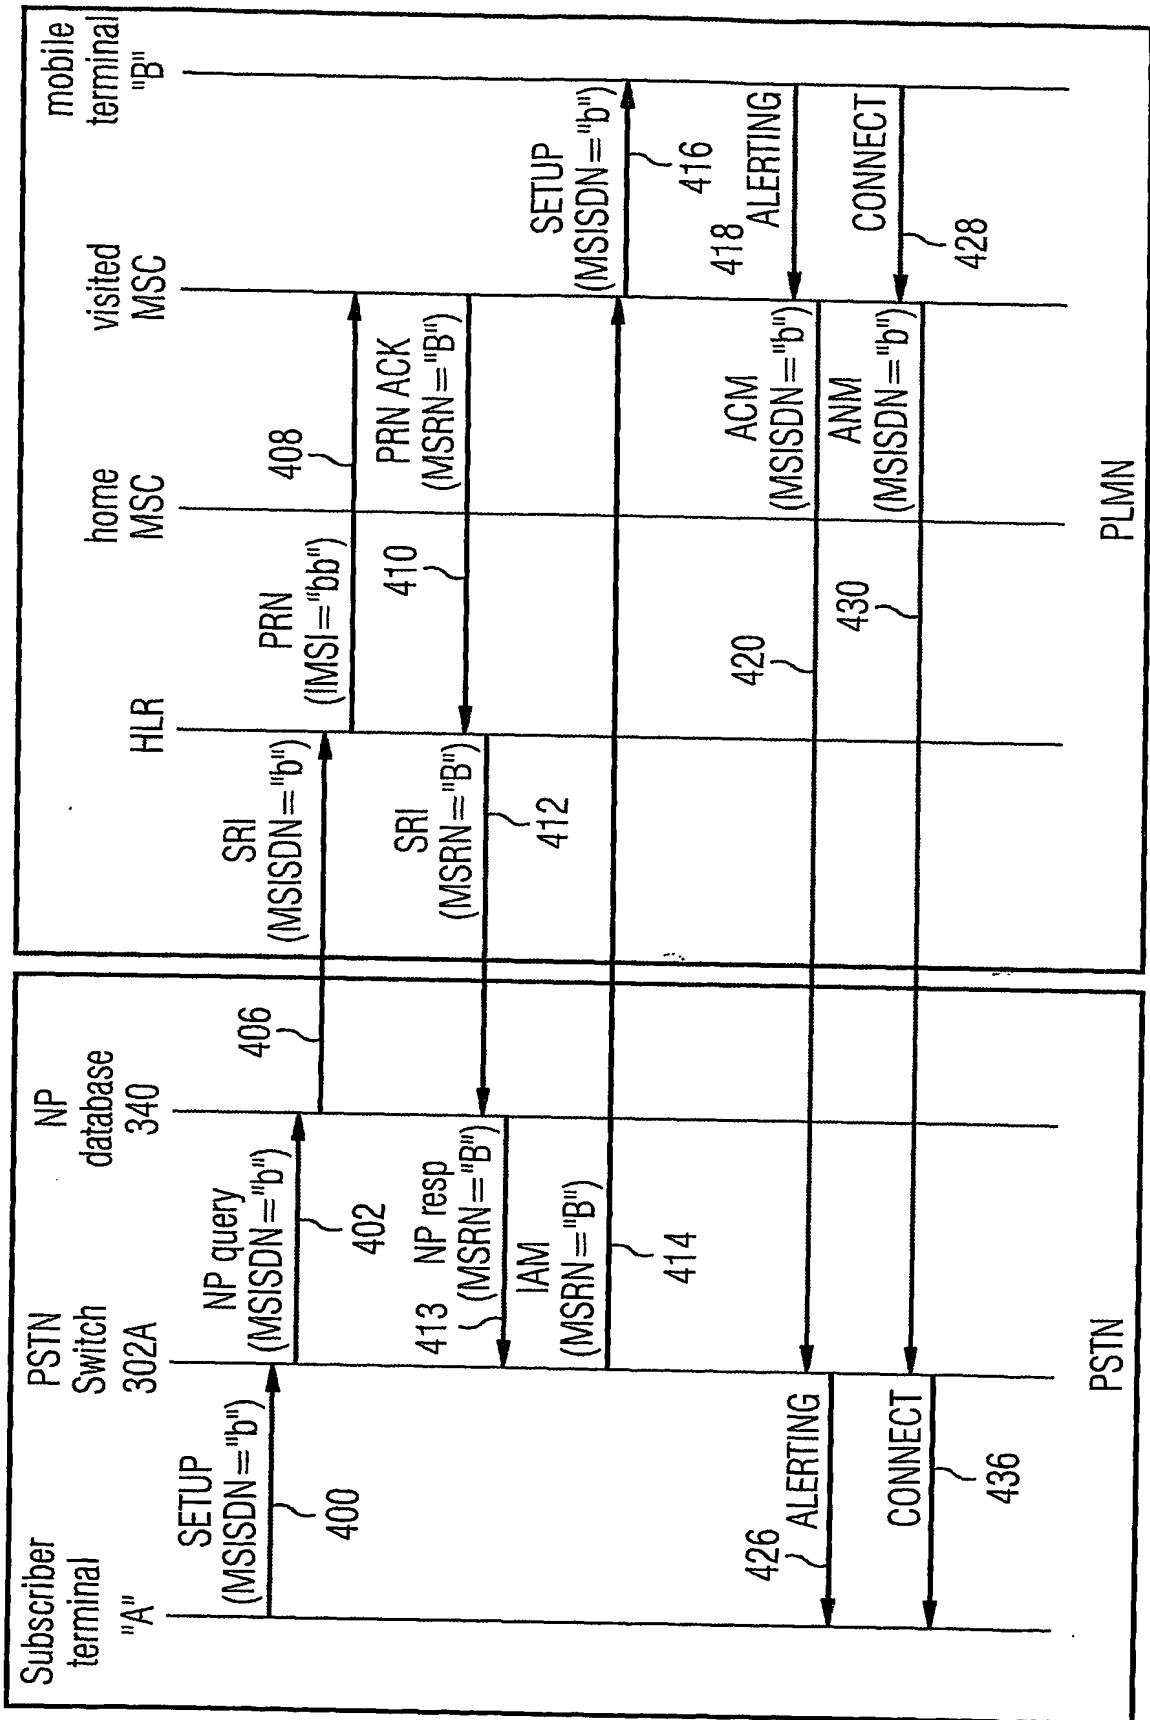 Subscriber
terminal
"A"
PSTN
Switch
302A
NP
database
340
HLR
home
MSC
visited
MSC
mobile
terminal
"B"
SETUP
(MSISDN="b")
400
NP query
(MSISDN="b")
402
406
SRI
(MSISDN="b")
PRN
(IMSI="bb")
408
PRN ACK
(MSRN="B")
410
SRI
(MSRN="B")
412
413
NP resp
(MSRN="B")
IAM
(MSRN="B")
414
SETUP
(MSISDN="b")
416
418
ALERTING
ACM
(MSISDN="b")
420
426
ALERTING
CONNECT
428
ANM
(MSISDN="b")
430
CONNECT
436
PSTN
PLMN